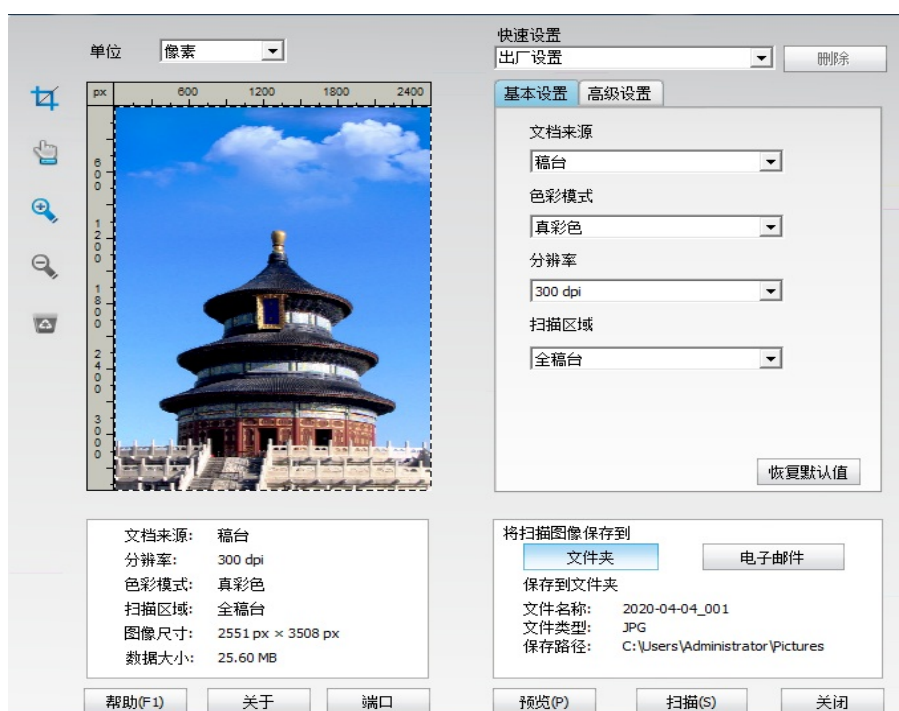 单位 像素
快速设置
出厂设置 删除
px 600 1200 1800 2400
600
1200
1800
2400
3000
基本设置 高级设置
文档来源
稿台
色彩模式
真彩色
分辨率
300 dpi
扫描区域
全稿台
恢复默认值
文档来源: 稿台
分辨率: 300 dpi
色彩模式: 真彩色
扫描区域: 全稿台
图像尺寸: 2551 px × 3508 px
数据大小: 25.60 MB
将扫描图像保存到
文件夹 电子邮件
保存到文件夹
文件名称: 2020-04-04_001
文件类型: JPG
保存路径: C:\Users\Administrator\Pictures
帮助(F1) 关于 端口 预览(P) 扫描(S) 关闭